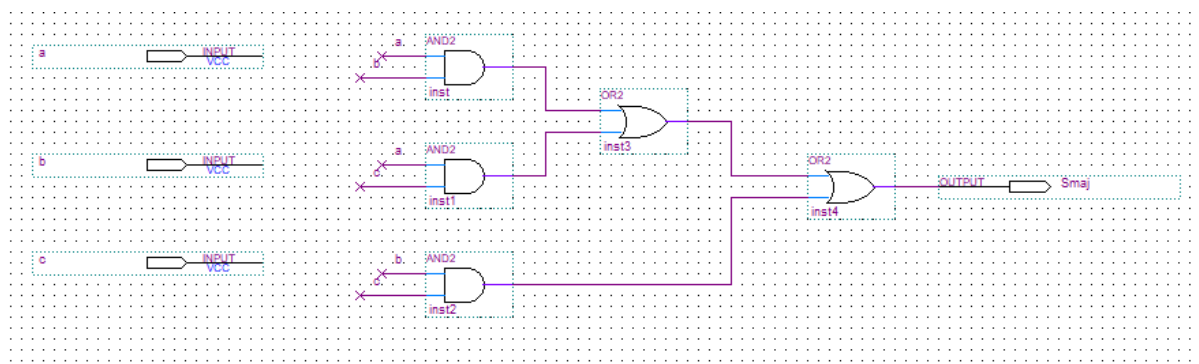 a
INPUT
VCC
.a.
.b.
AND2
inst
OR2
inst3
b
INPUT
VCC
.a.
.c.
AND2
inst1
OR2
inst4
OUTPUT
Smaj
c
INPUT
VCC
.b.
.c.
AND2
inst2